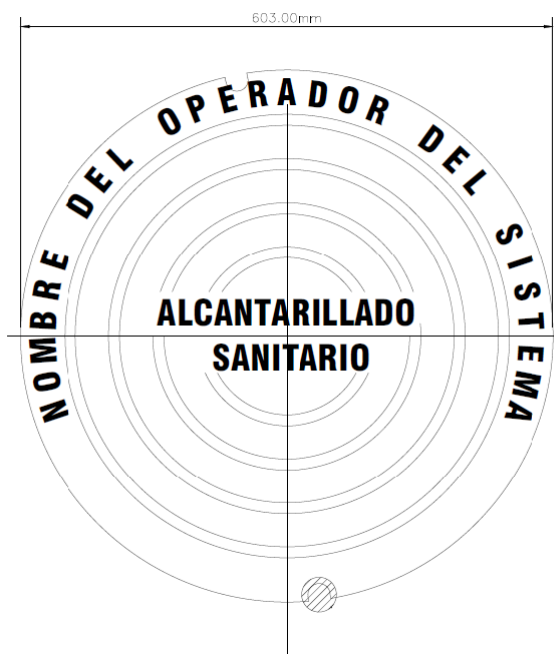 603.00mm
NOMBRE DEL OPERADOR DEL SISTEMA
ALCANTARILLADO
SANITARIO